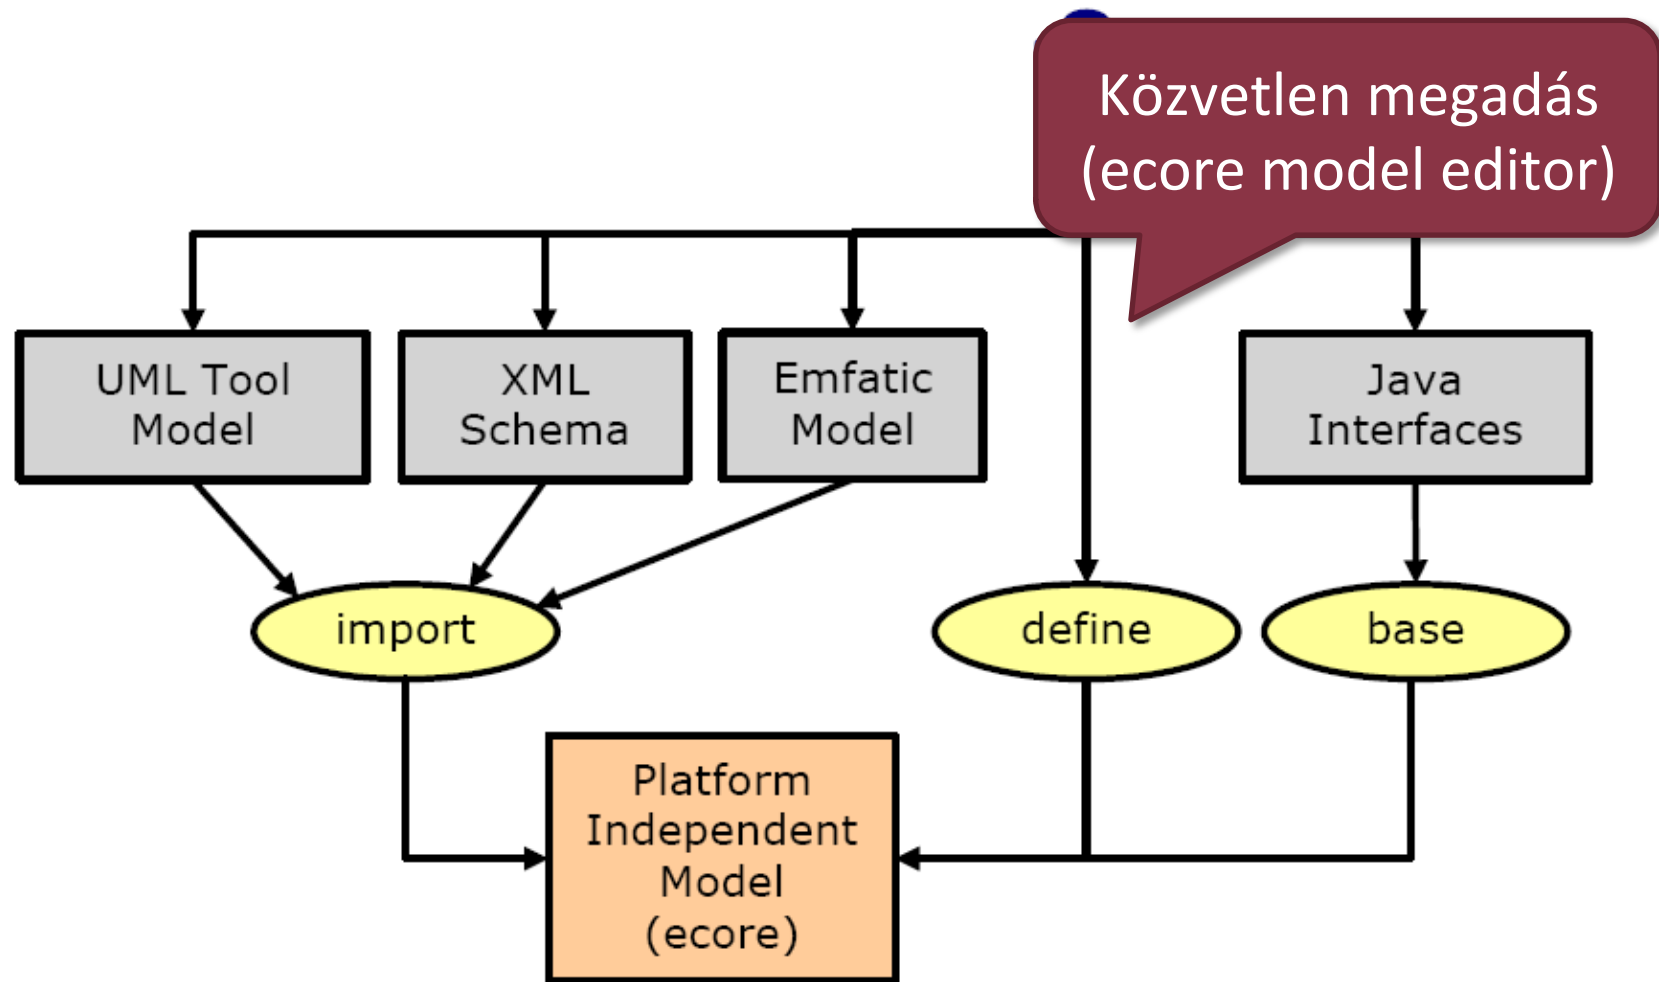 Közvetlen megadás
(ecore model editor)
UML Tool
Model
XML
Schema
Emfatic
Model
Java
Interfaces
import
define
base
Platform
Independent
Model
(ecore)